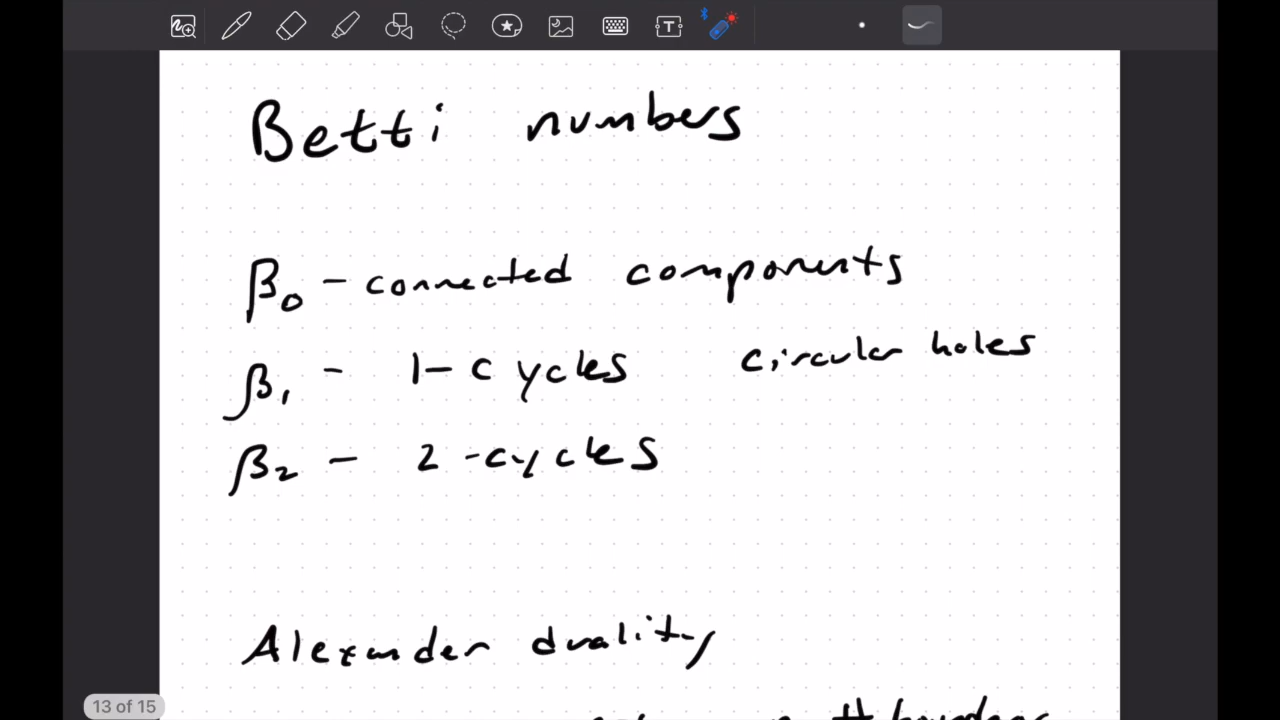 Betti numbers
β₀ - connected components
β₁ - 1-cycles circular holes
β₂ - 2-cycles
Alexander duality
13 of 15